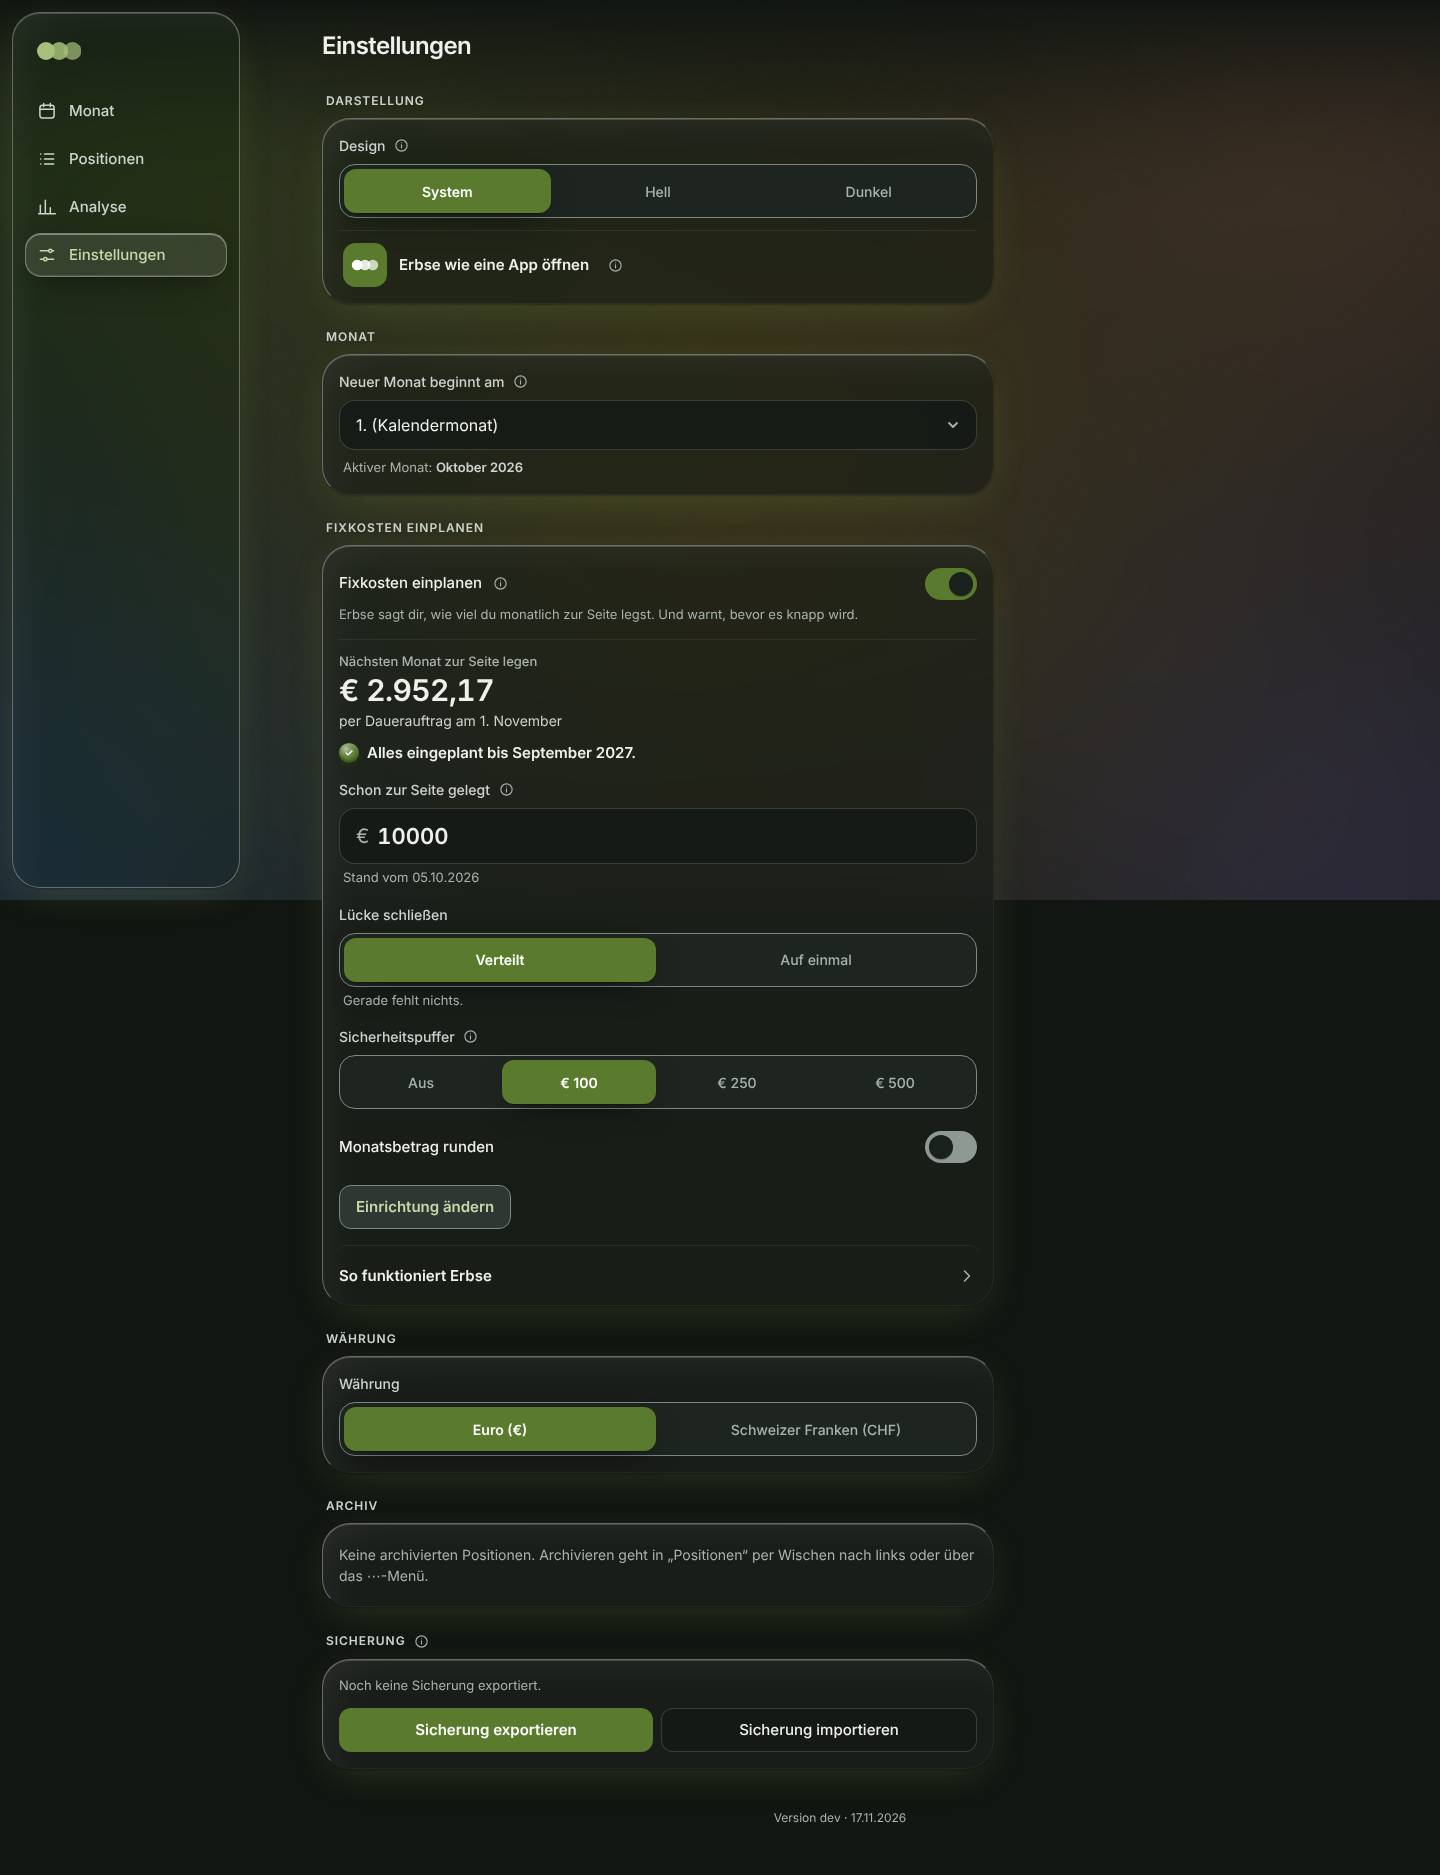 Einstellungen
Monat
Positionen
Analyse
Einstellungen
DARSTELLUNG
Design
System
Hell
Dunkel
Erbse wie eine App öffnen
MONAT
Neuer Monat beginnt am
1. (Kalendermonat)
Aktiver Monat: Oktober 2026
FIXKOSTEN EINPLANEN
Fixkosten einplanen
Erbse sagt dir, wie viel du monatlich zur Seite legst. Und warnt, bevor es knapp wird.
Nächsten Monat zur Seite legen
€ 2.952,17
per Dauerauftrag am 1. November
Alles eingeplant bis September 2027.
Schon zur Seite gelegt
€ 10000
Stand vom 05.10.2026
Lücke schließen
Verteilt
Auf einmal
Gerade fehlt nichts.
Sicherheitspuffer
Aus
€ 100
€ 250
€ 500
Monatsbetrag runden
Einrichtung ändern
So funktioniert Erbse
WÄHRUNG
Währung
Euro (€)
Schweizer Franken (CHF)
ARCHIV
Keine archivierten Positionen. Archivieren geht in „Positionen“ per Wischen nach links oder über
das ···-Menü.
SICHERUNG
Noch keine Sicherung exportiert.
Sicherung exportieren
Sicherung importieren
Version dev · 17.11.2026